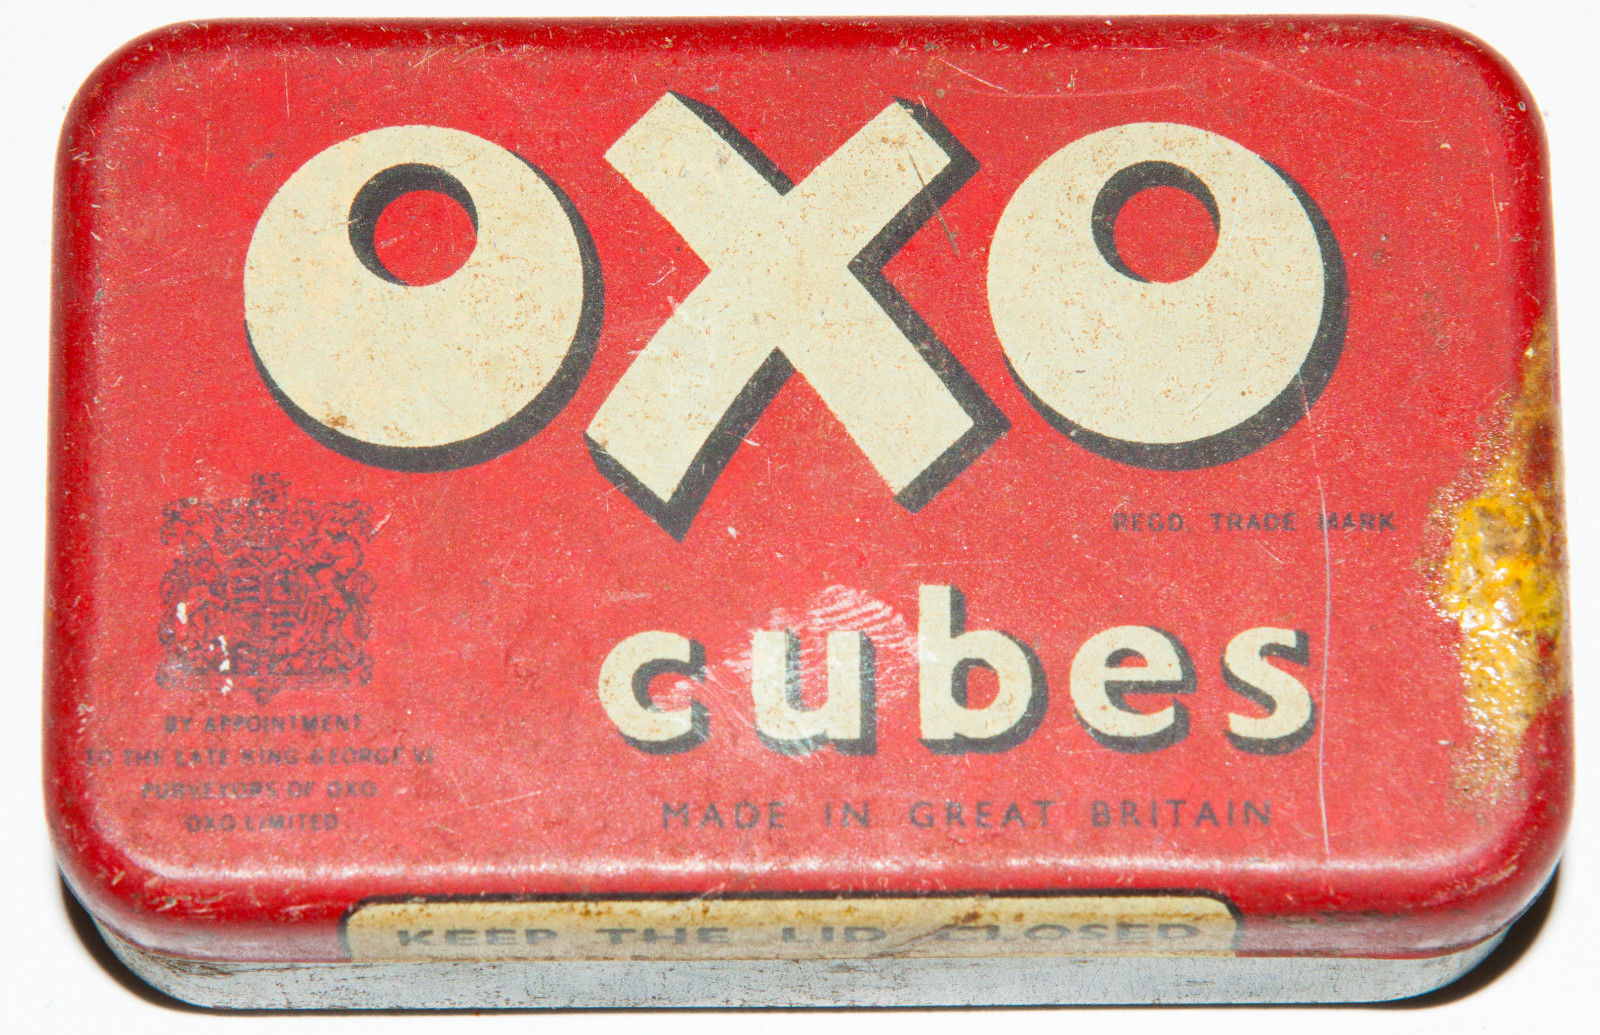 OXO
REGD. TRADE MARK
cubes
BY APPOINTMENT
TO THE LATE KING GEORGE VI
PURVEYORS OF OXO
OXO LIMITED
MADE IN GREAT BRITAIN
KEEP THE LID CLOSED